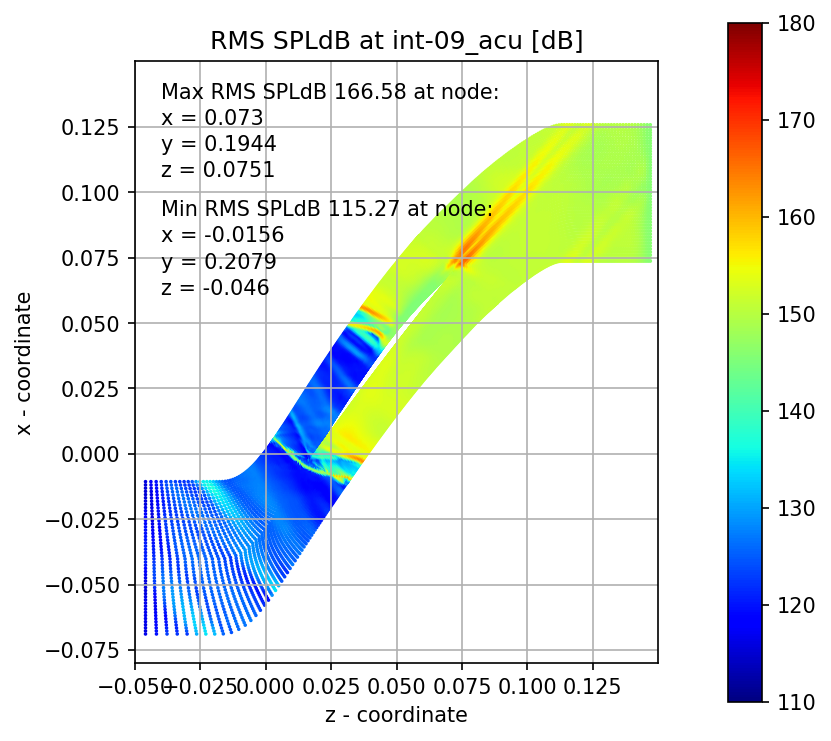 RMS SPLdB at int-09_acu [dB]
Max RMS SPLdB 166.58 at node:
x = 0.073
y = 0.1944
z = 0.0751
Min RMS SPLdB 115.27 at node:
x = -0.0156
y = 0.2079
z = -0.046
x - coordinate
0.125
0.100
0.075
0.050
0.025
0.000
−0.025
−0.050
−0.075
−0.050 −0.025 0.000 0.025 0.050 0.075 0.100 0.125
z - coordinate
180
170
160
150
140
130
120
110